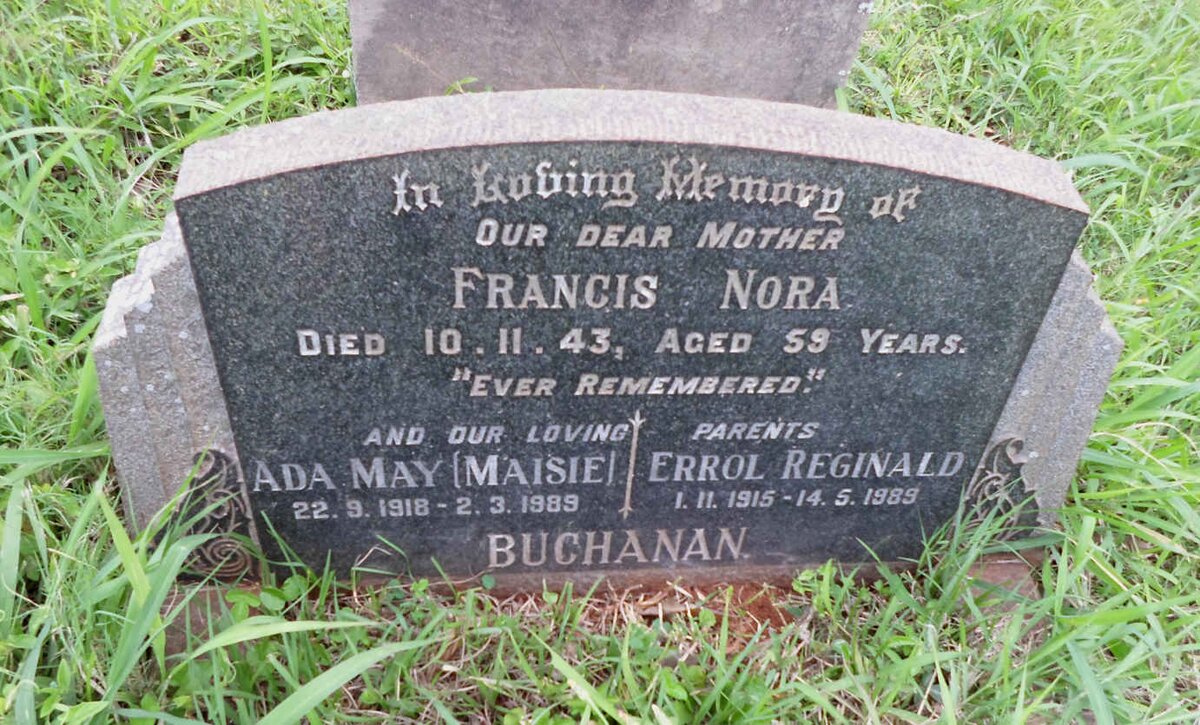 In Loving Memory of
OUR DEAR MOTHER
FRANCIS NORA
DIED 10.11.43, AGED 59 YEARS.
"EVER REMEMBERED."
AND OUR LOVING PARENTS
ADA MAY (MAISIE) ERROL REGINALD
22.9.1918 - 2.3.1989 1.11.1915 - 14.5.1989
BUCHANAN.